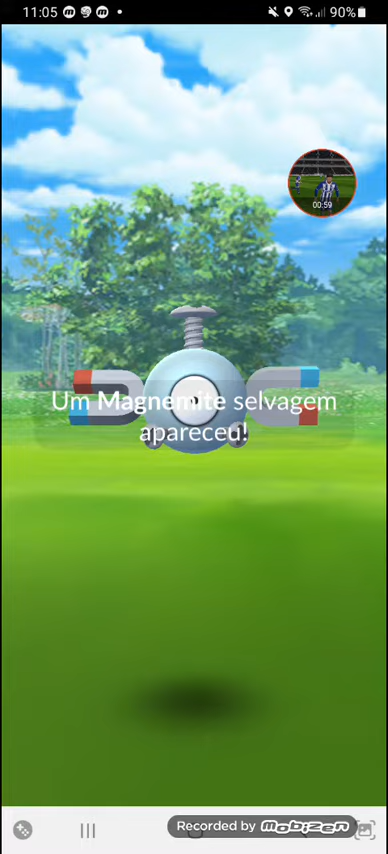 11:05
90%
00:59
Um Magnemite selvagem
apareceu!
Recorded by Mobizen